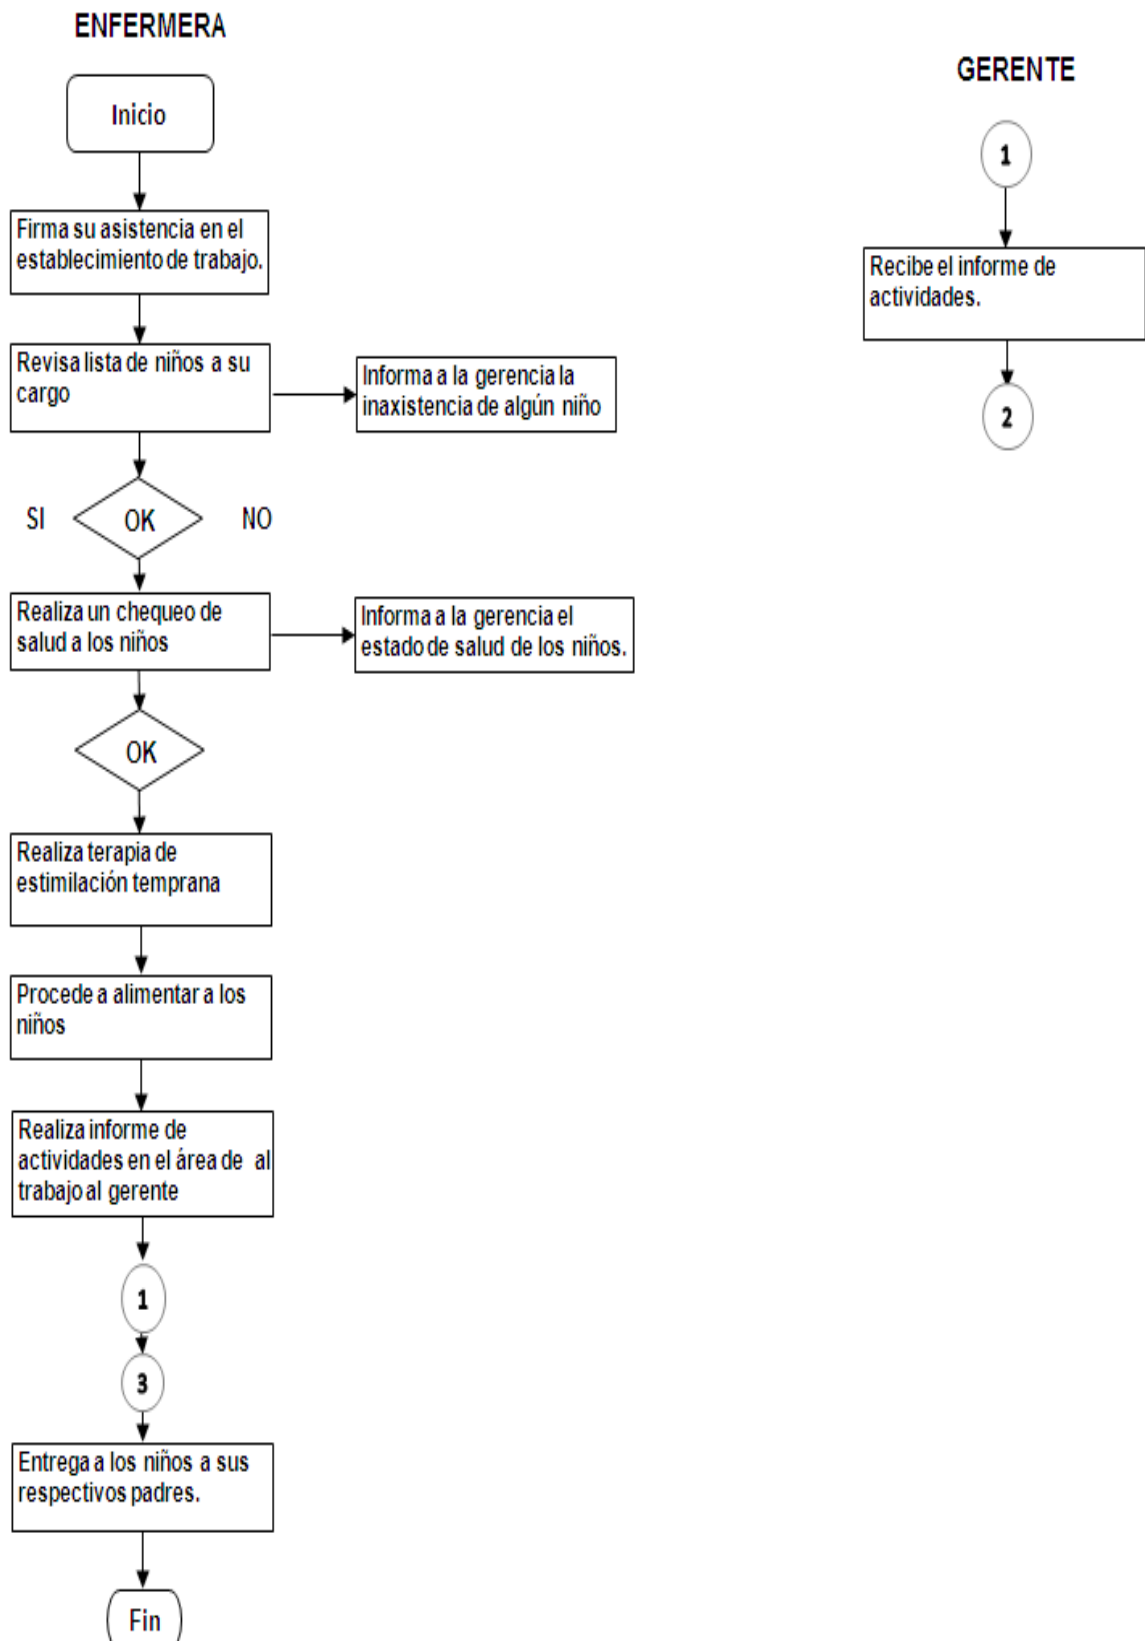 ENFERMERA
Inicio
Firma su asistencia en el
establecimiento de trabajo.
Revisa lista de niños a su
cargo
Informa a la gerencia la
inaxistencia de algún niño
SI
OK
NO
Realiza un chequeo de
salud a los niños
Informa a la gerencia el
estado de salud de los niños.
OK
Realiza terapia de
estimilación temprana
Procede a alimentar a los
niños
Realiza informe de
actividades en el área de al
trabajo al gerente
1
3
Entrega a los niños a sus
respectivos padres.
Fin
GERENTE
1
Recibe el informe de
actividades.
2